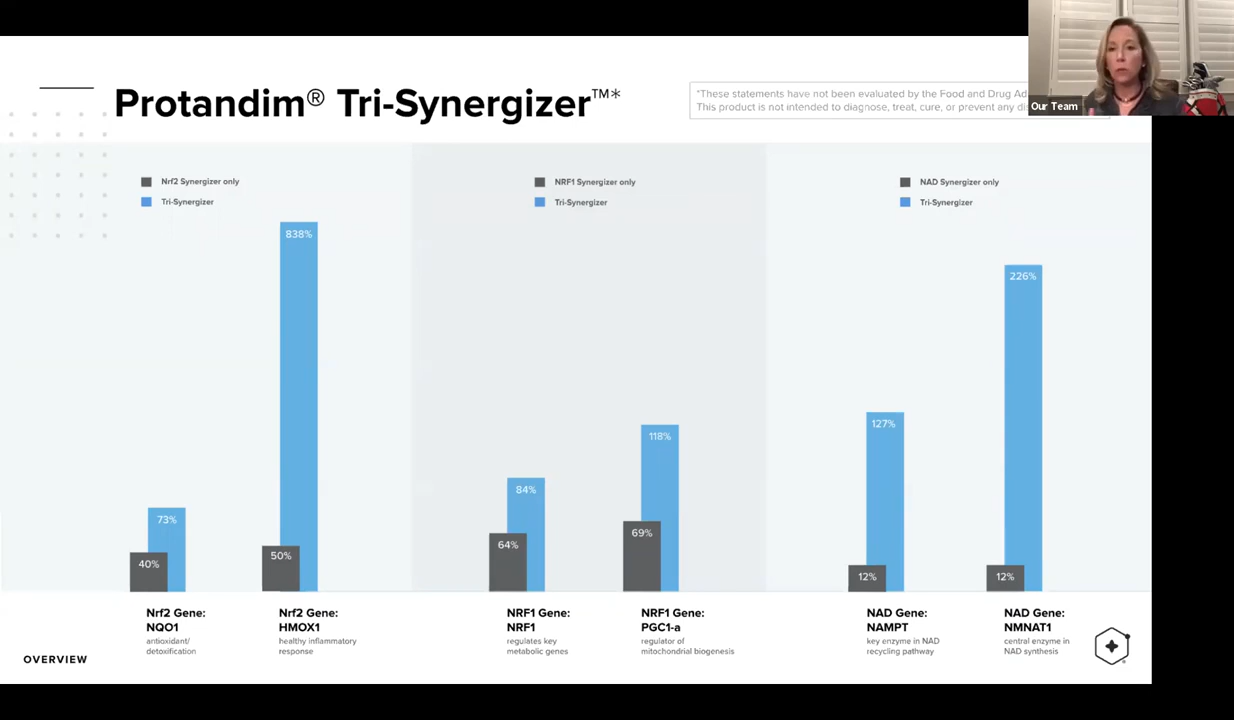 Protandim® Tri-Synergizer™*
*These statements have not been evaluated by the Food and Drug
This product is not intended to diagnose, treat, cure, or prevent any
Our Team
Nrf2 Synergizer only
Tri-Synergizer
NRF1 Synergizer only
Tri-Synergizer
NAD Synergizer only
Tri-Synergizer
838%
226%
127%
118%
84%
73%
69%
64%
50%
40%
12%
12%
Nrf2 Gene:
NQO1
antioxidant/
detoxification
Nrf2 Gene:
HMOX1
healthy inflammatory
response
NRF1 Gene:
NRF1
regulates key
metabolic genes
NRF1 Gene:
PGC1-a
regulator of
mitochondrial biogenesis
NAD Gene:
NAMPT
key enzyme in NAD
recycling pathway
NAD Gene:
NMNAT1
central enzyme in
NAD synthesis
OVERVIEW